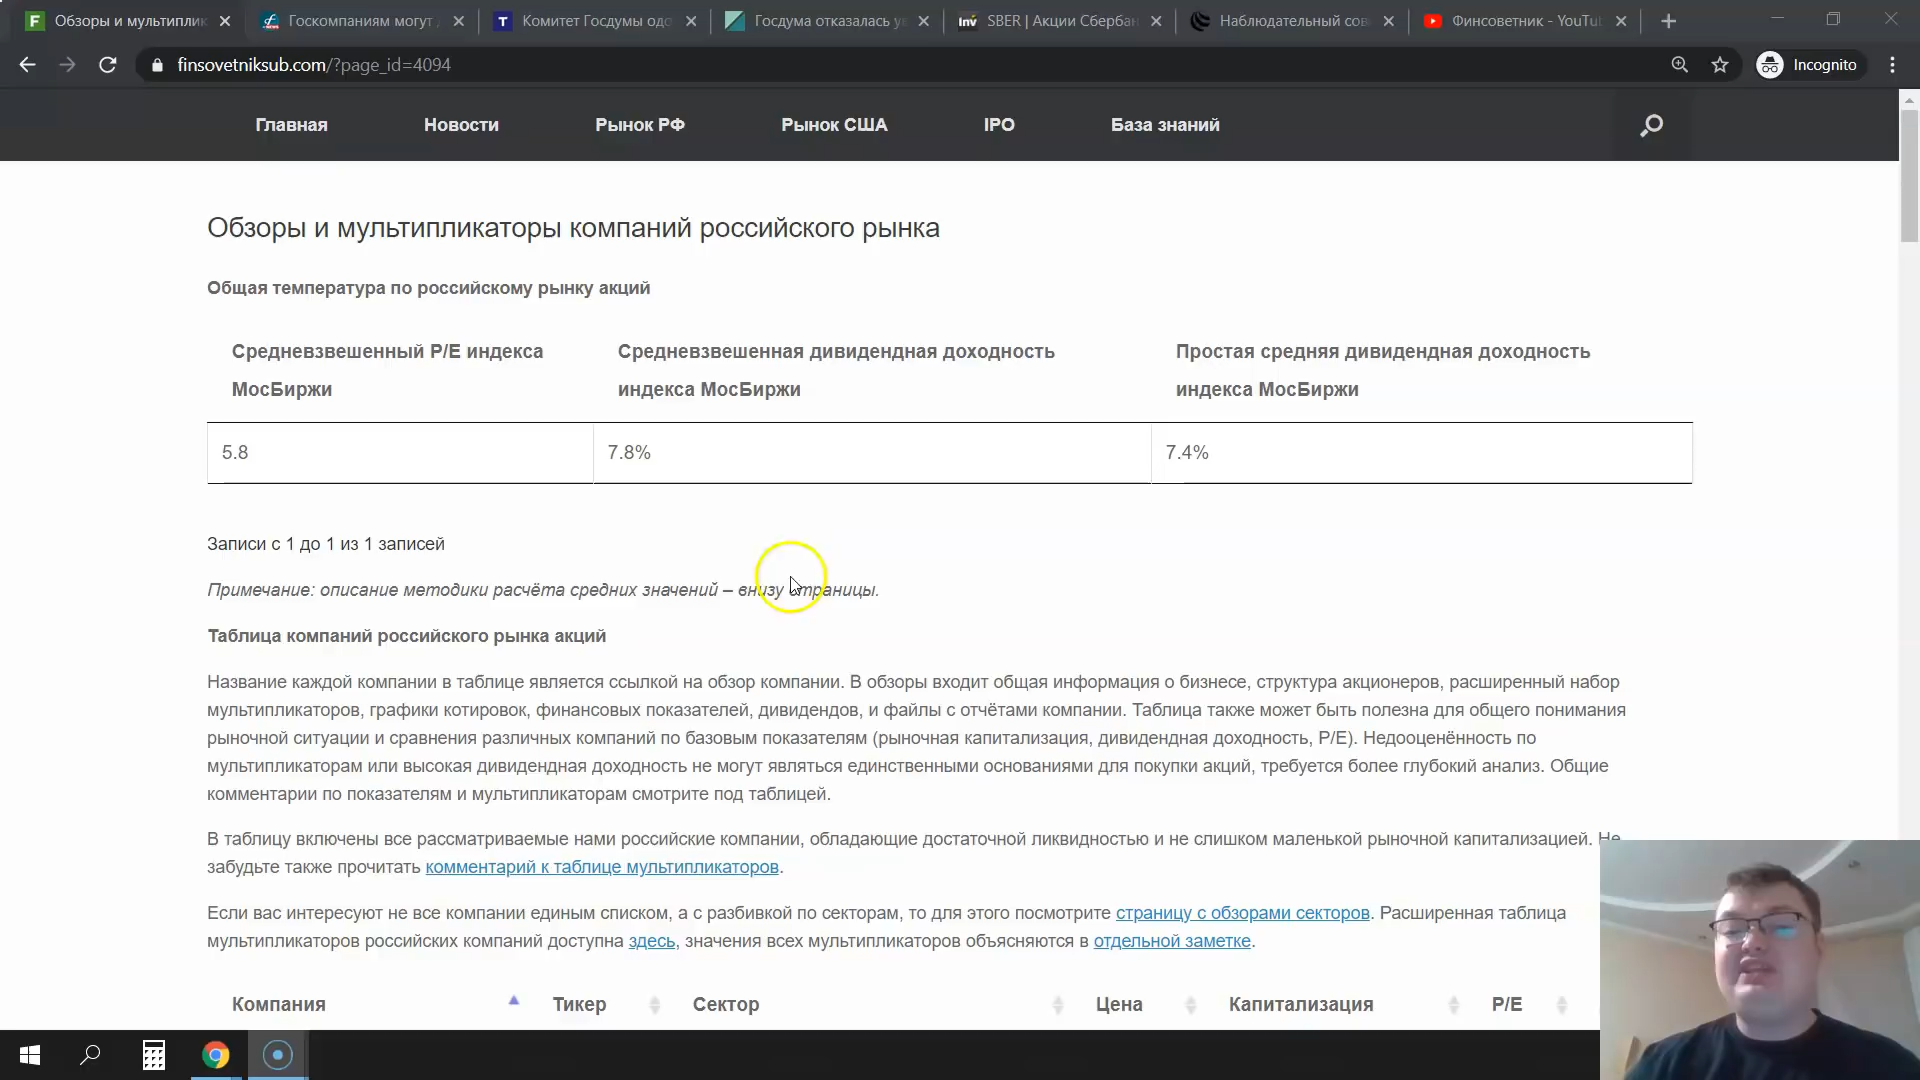 Обзоры и мультиплик
Госкомпаниям могут
Комитет Госдумы одо
Госдума отказалась ув
SBER | Акции Сбербан
Наблюдательный сов
Финсоветник - YouTu
finsovetniksub.com/?page_id=4094
Incognito
Главная
Новости
Рынок РФ
Рынок США
IPO
База знаний
Обзоры и мультипликаторы компаний российского рынка
Общая температура по российскому рынку акций
Средневзвешенный P/E индекса
МосБиржи
Средневзвешенная дивидендная доходность
индекса МосБиржи
Простая средняя дивидендная доходность
индекса МосБиржи
5.8
7.8%
7.4%
Записи с 1 до 1 из 1 записей
Примечание: описание методики расчёта средних значений – внизу страницы.
Таблица компаний российского рынка акций
Название каждой компании в таблице является ссылкой на обзор компании. В обзоры входит общая информация о бизнесе, структура акционеров, расширенный набор
мультипликаторов, графики котировок, финансовых показателей, дивидендов, и файлы с отчётами компании. Таблица также может быть полезна для общего понимания
рыночной ситуации и сравнения различных компаний по базовым показателям (рыночная капитализация, дивидендная доходность, P/E). Недооценённость по
мультипликаторам или высокая дивидендная доходность не могут являться единственными основаниями для покупки акций, требуется более глубокий анализ. Общие
комментарии по показателям и мультипликаторам смотрите под таблицей.
В таблицу включены все рассматриваемые нами российские компании, обладающие достаточной ликвидностью и не слишком маленькой рыночной капитализацией. Не
забудьте также прочитать комментарий к таблице мультипликаторов.
Если вас интересуют не все компании единым списком, а с разбивкой по секторам, то для этого посмотрите страницу с обзорами секторов. Расширенная таблица
мультипликаторов российских компаний доступна здесь, значения всех мультипликаторов объясняются в отдельной заметке.
Компания
Тикер
Сектор
Цена
Капитализация
P/E